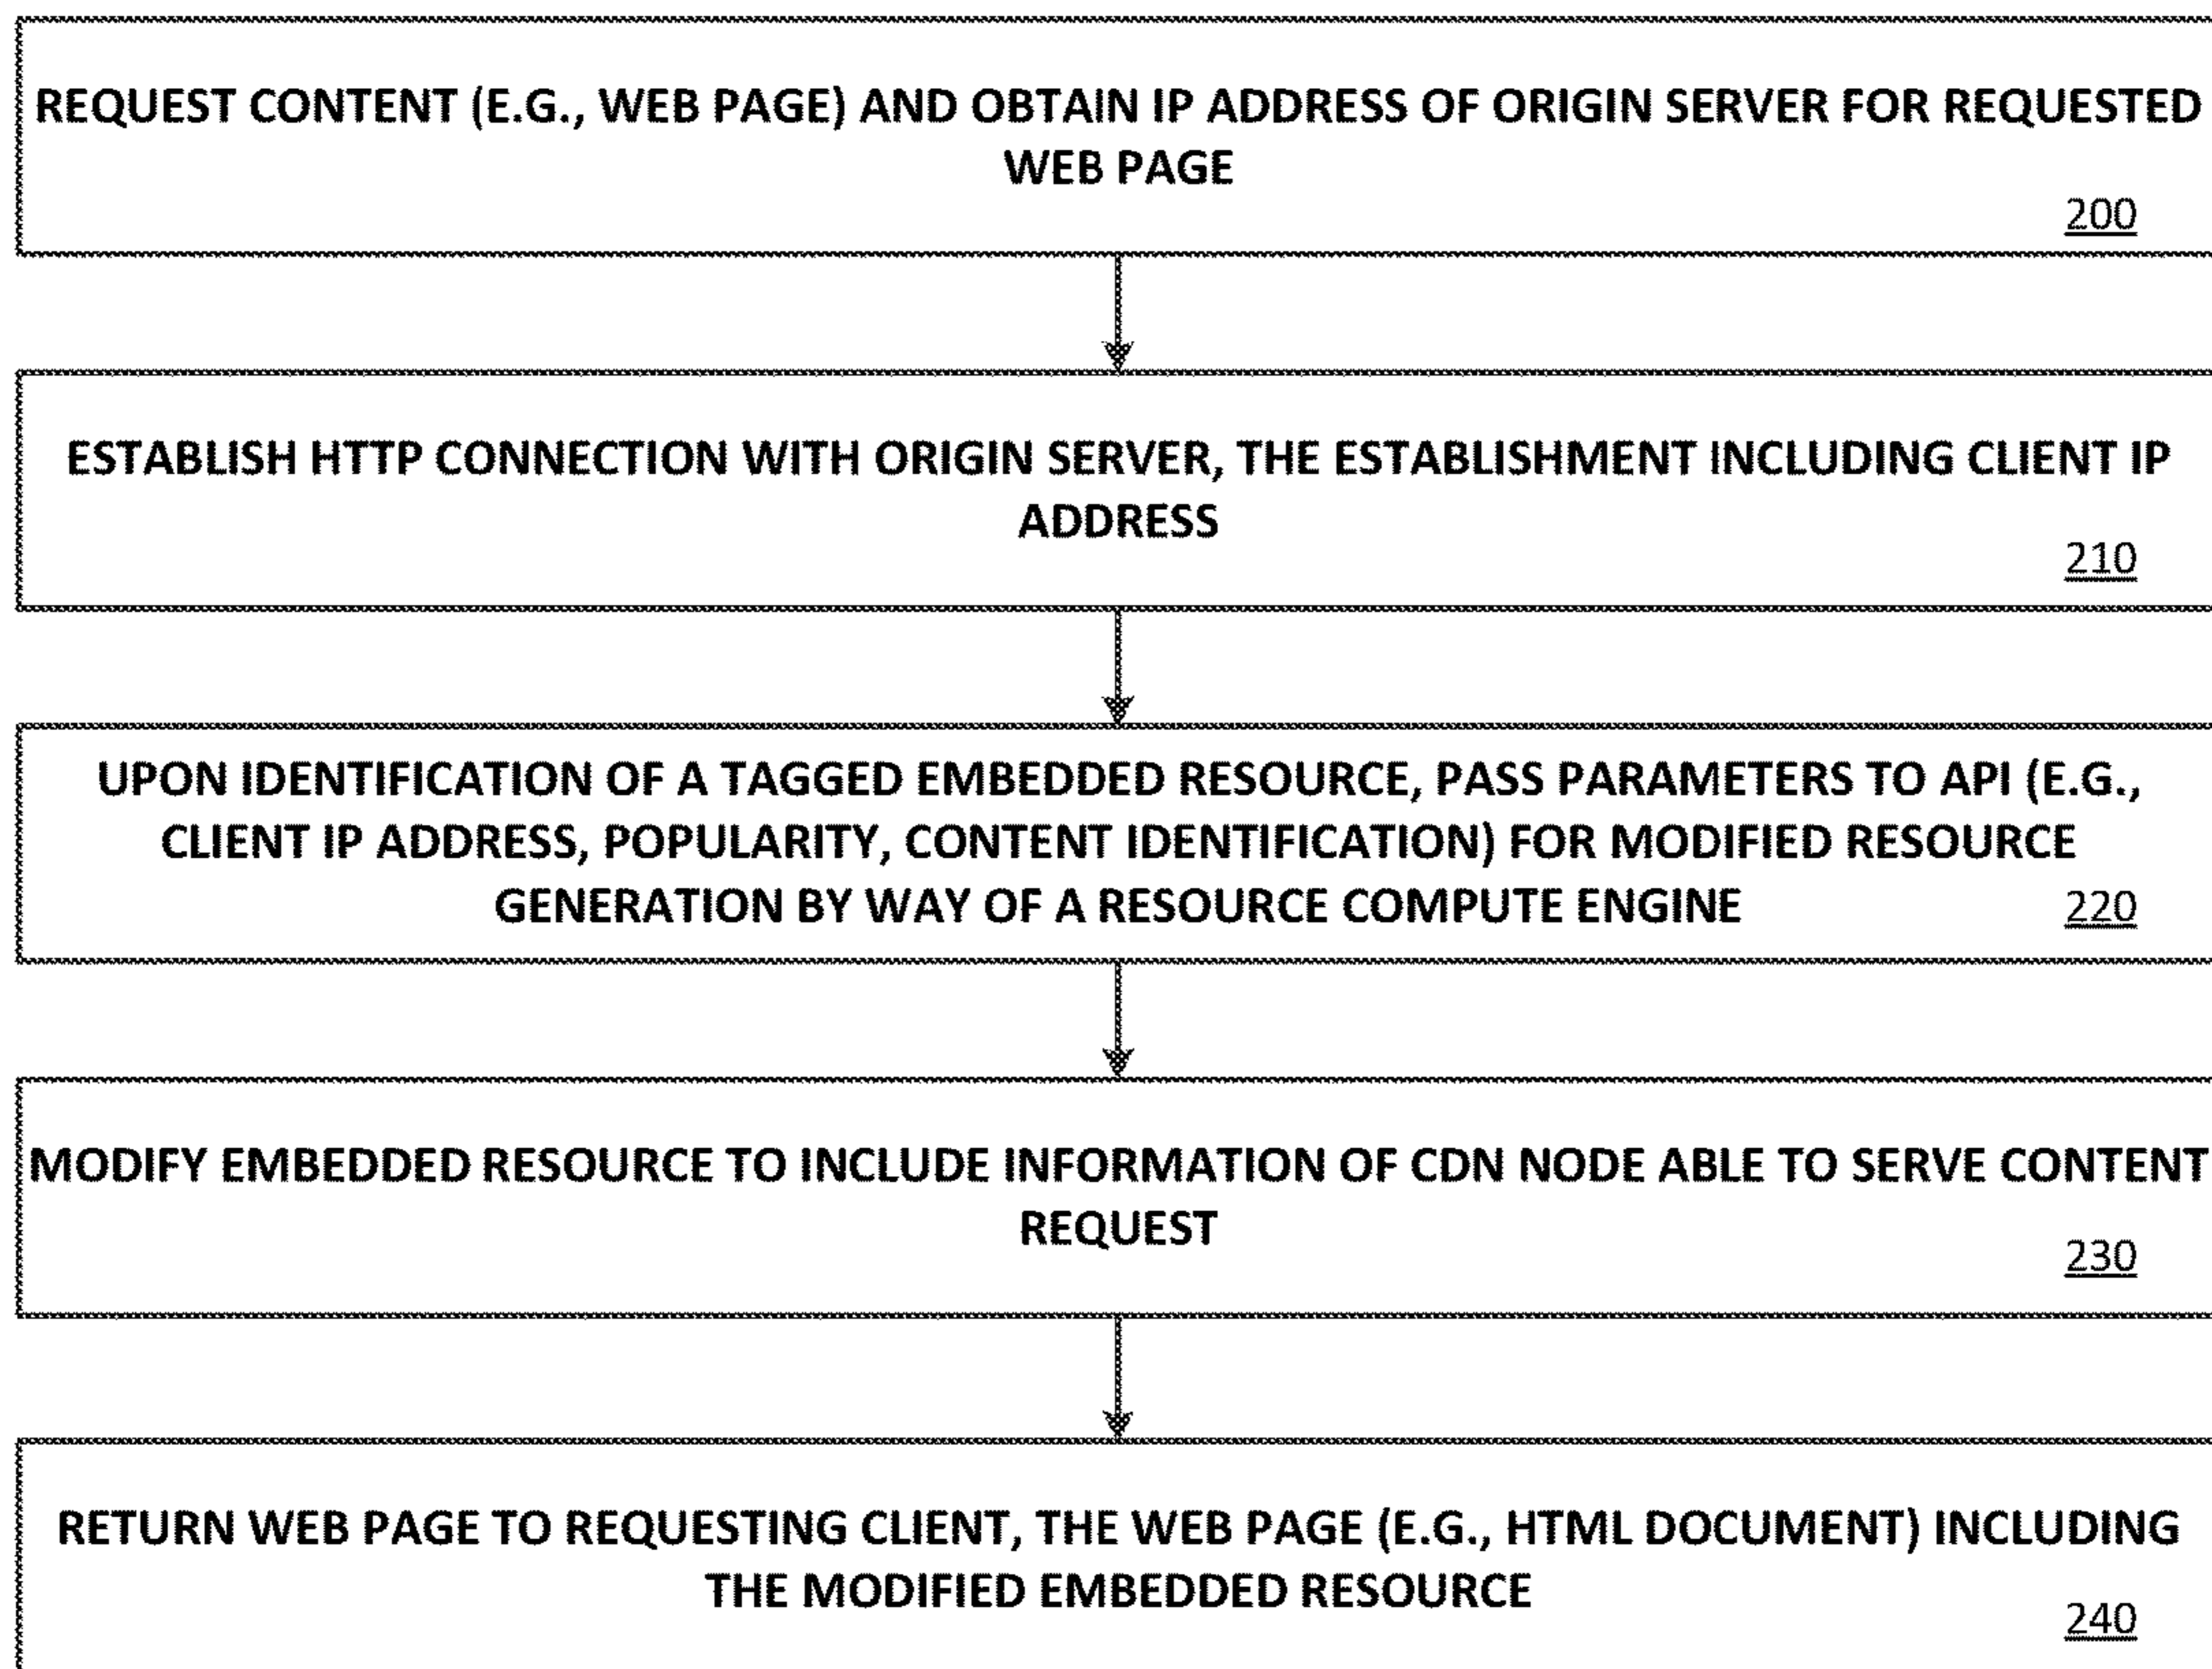 REQUEST CONTENT (E.G., WEB PAGE) AND OBTAIN IP ADDRESS OF ORIGIN SERVER FOR REQUESTED
WEB PAGE
200
ESTABLISH HTTP CONNECTION WITH ORIGIN SERVER, THE ESTABLISHMENT INCLUDING CLIENT IP
ADDRESS
210
UPON IDENTIFICATION OF A TAGGED EMBEDDED RESOURCE, PASS PARAMETERS TO API (E.G.,
CLIENT IP ADDRESS, POPULARITY, CONTENT IDENTIFICATION) FOR MODIFIED RESOURCE
GENERATION BY WAY OF A RESOURCE COMPUTE ENGINE 220
MODIFY EMBEDDED RESOURCE TO INCLUDE INFORMATION OF CDN NODE ABLE TO SERVE CONTENT
REQUEST
230
RETURN WEB PAGE TO REQUESTING CLIENT, THE WEB PAGE (E.G., HTML DOCUMENT) INCLUDING
THE MODIFIED EMBEDDED RESOURCE
240